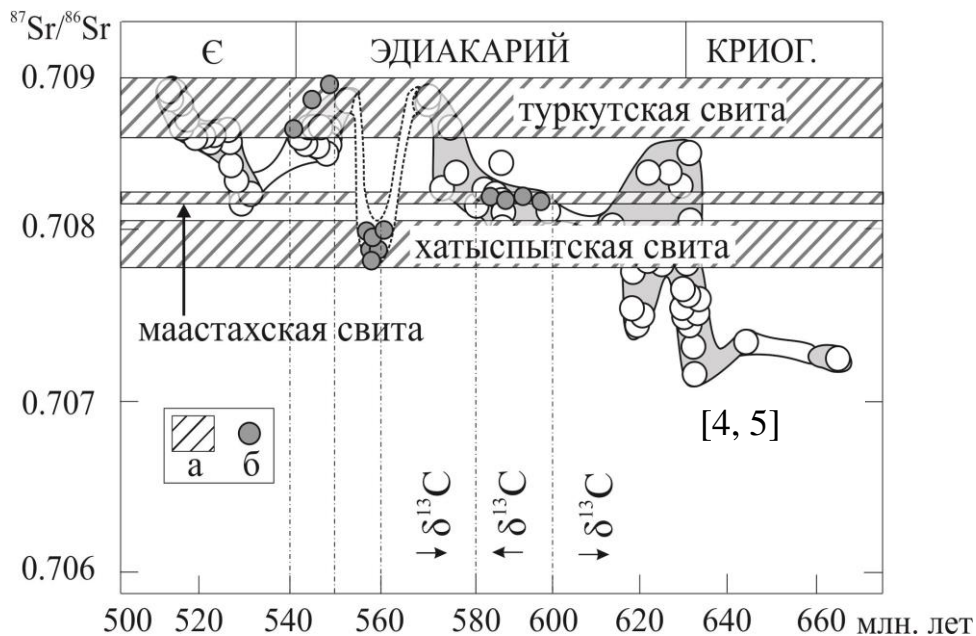 ⁸⁷Sr/⁸⁶Sr
Є ЭДИАКАРИЙ КРИОГ.
0.709
туркутская свита
0.708
хатыспытская свита
маастахская свита
0.707
[4, 5]
а б
δ¹³C δ¹³C δ¹³C
0.706
500 520 540 560 580 600 620 640 660 млн. лет